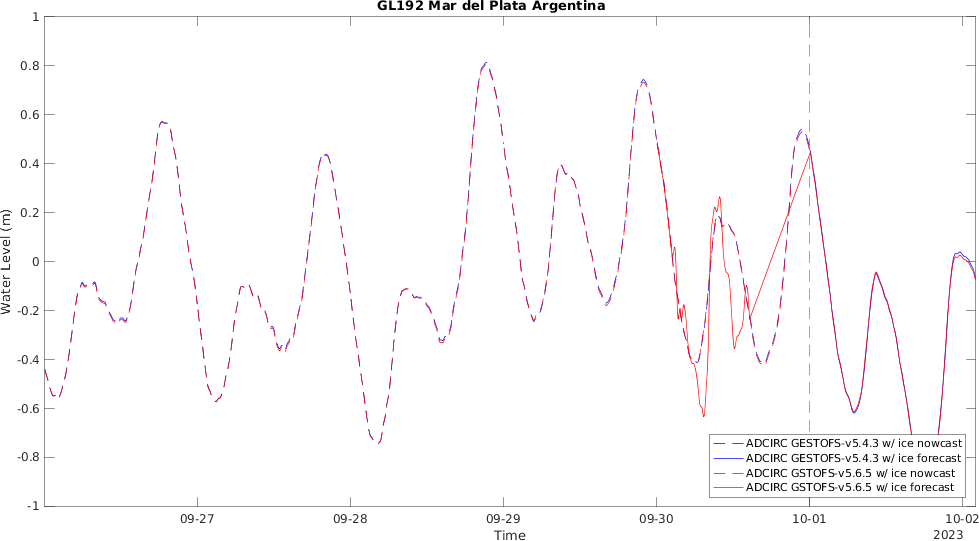 GL192 Mar del Plata Argentina
1
0.8
0.6
0.4
0.2
0
-0.2
-0.4
-0.6
-0.8
-1
Water Level (m)
09-27
09-28
09-29
09-30
10-01
10-02
Time
2023
ADCIRC GESTOFS-v5.4.3 w/ ice nowcast
ADCIRC GESTOFS-v5.4.3 w/ ice forecast
ADCIRC GSTOFS-v5.6.5 w/ ice nowcast
ADCIRC GSTOFS-v5.6.5 w/ ice forecast